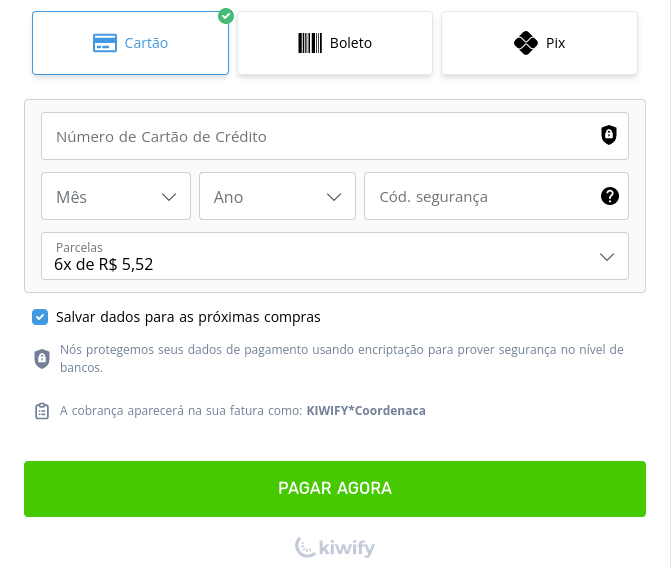 Cartão
Boleto
Pix
Número de Cartão de Crédito
Mês
Ano
Cód. segurança
Parcelas
6x de R$ 5,52
Salvar dados para as próximas compras
Nós protegemos seus dados de pagamento usando encriptação para prover segurança no nível de
bancos.
A cobrança aparecerá na sua fatura como: KIWIFY*Coordenaca
PAGAR AGORA
kiwify